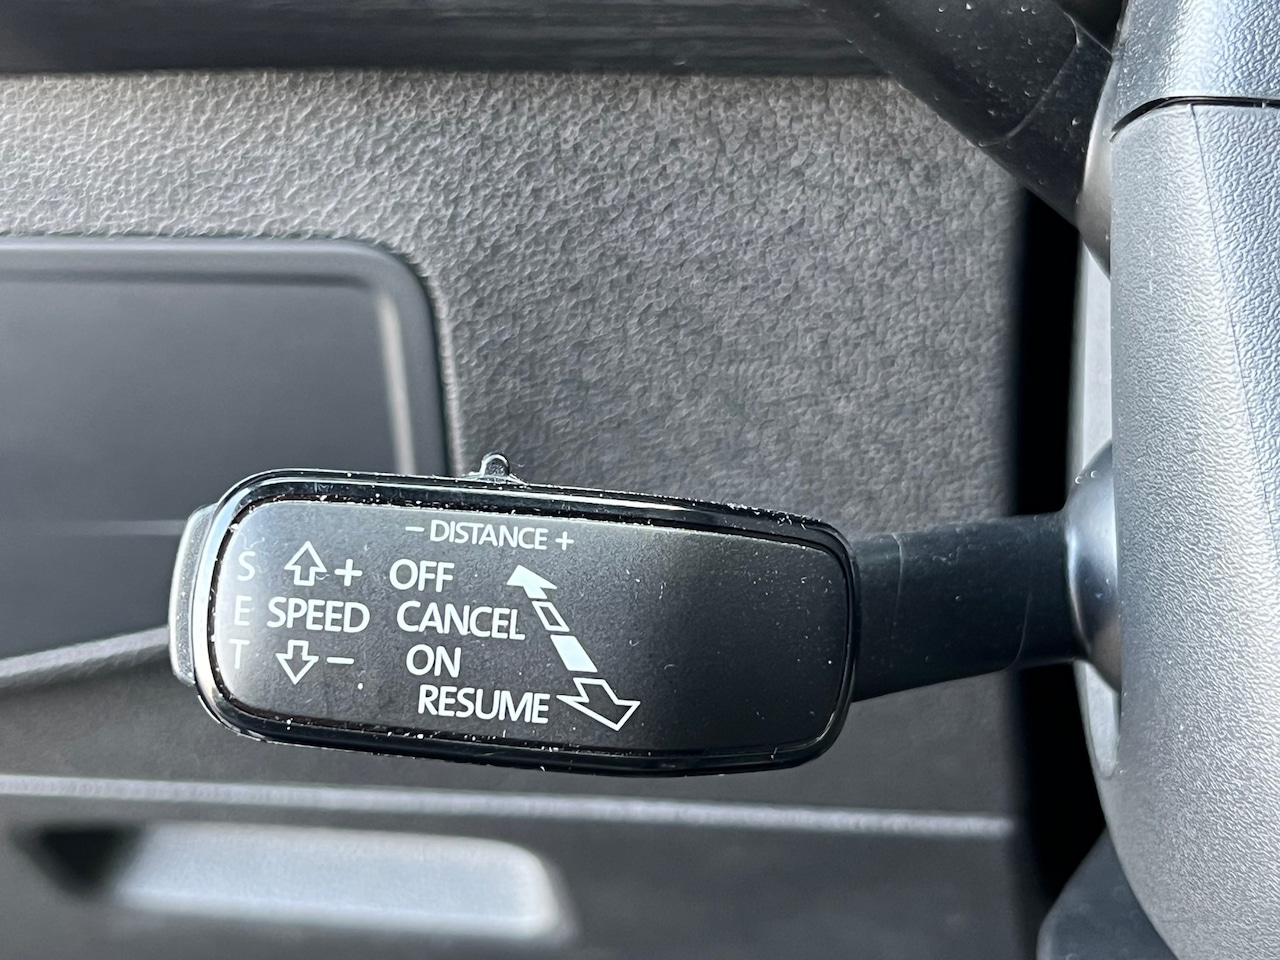 – DISTANCE +
S + OFF
E SPEED CANCEL
T – ON
RESUME